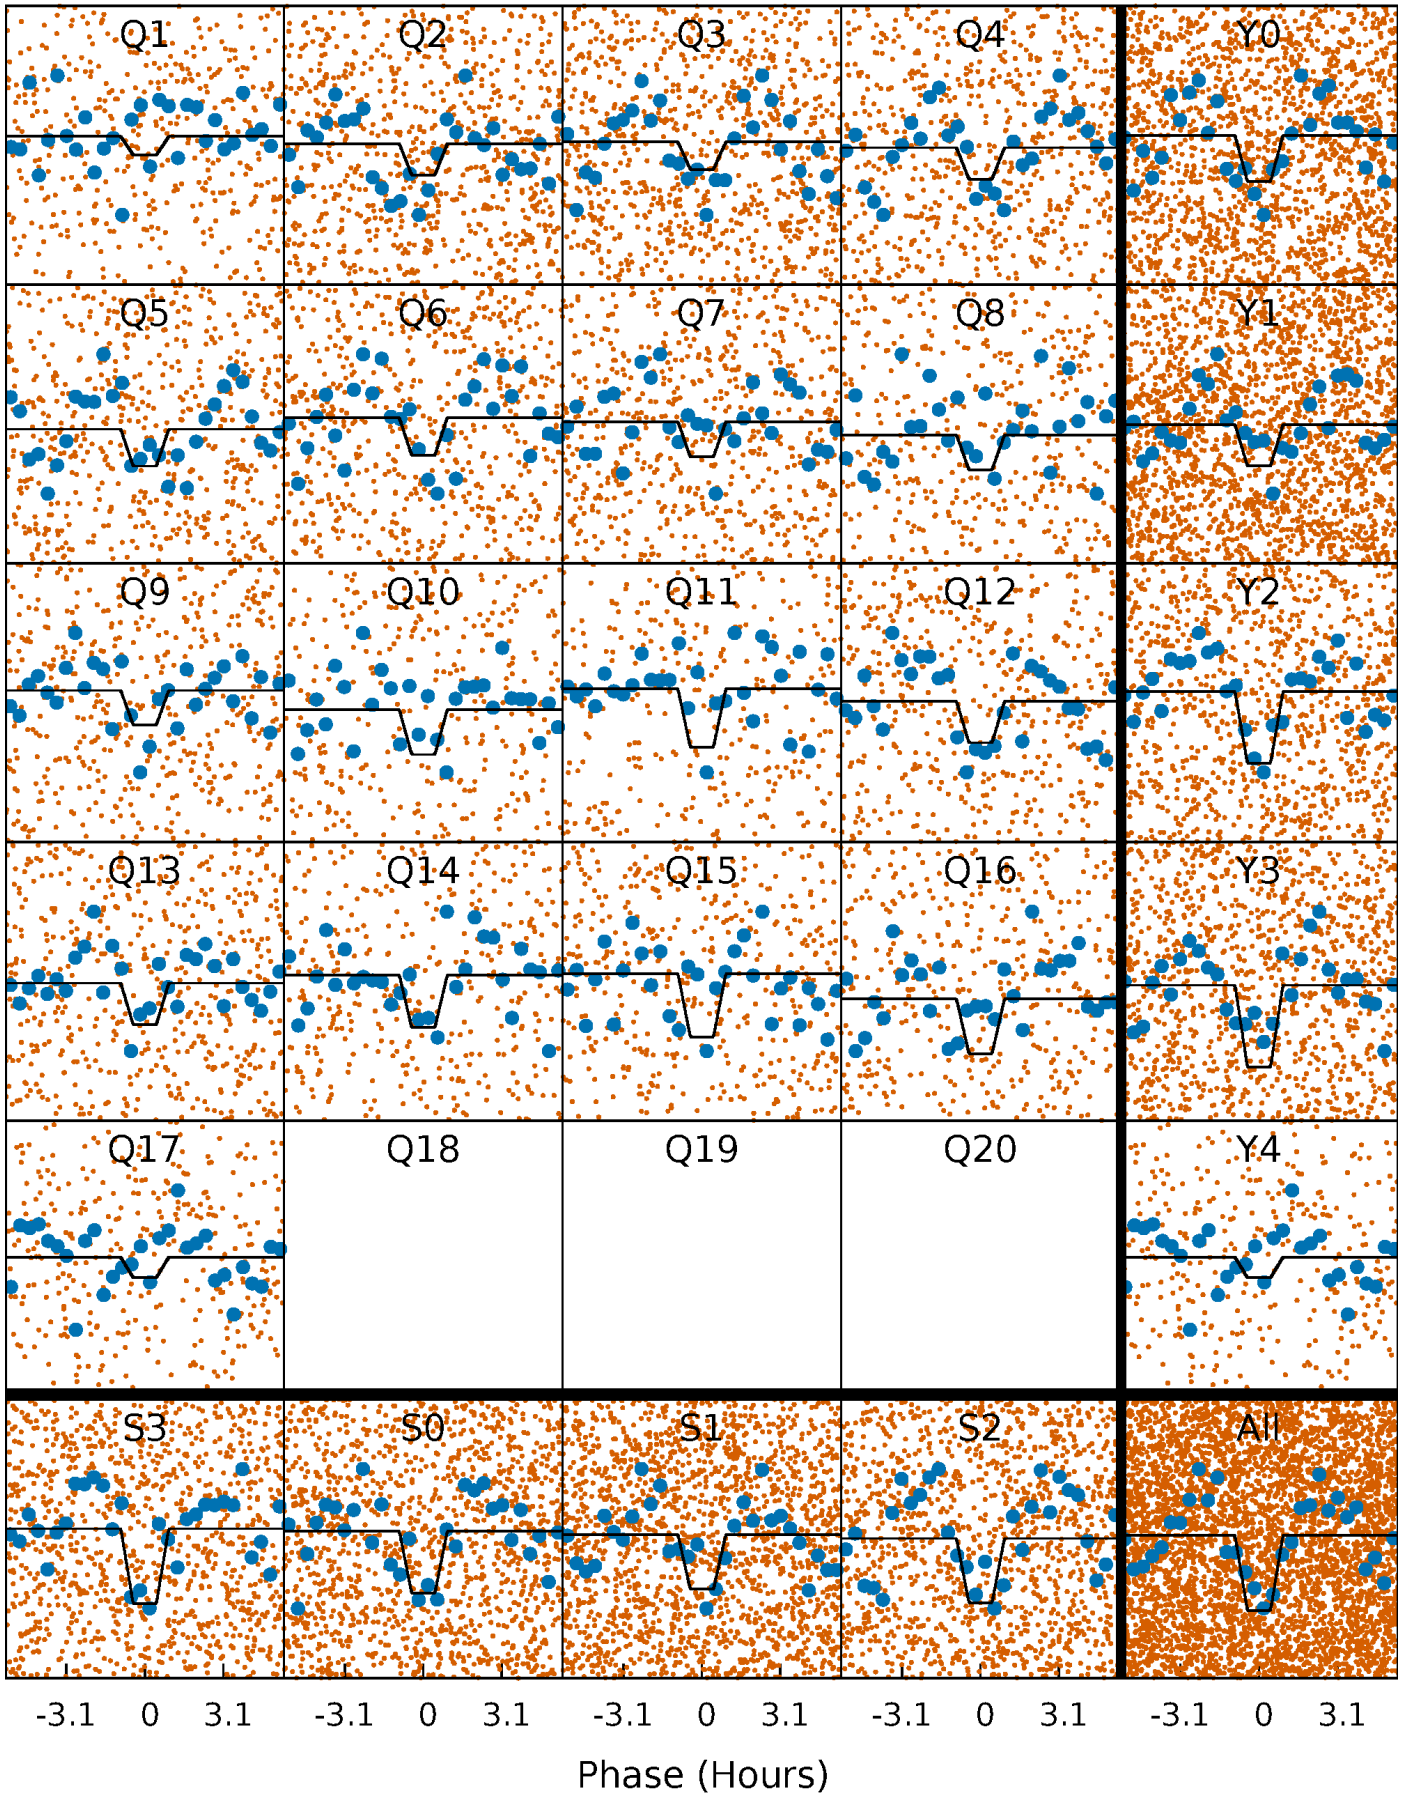 Q1 Q2 Q3 Q4 Y0
Q5 Q6 Q7 Q8 Y1
Q9 Q10 Q11 Q12 Y2
Q13 Q14 Q15 Q16 Y3
Q17 Q18 Q19 Q20 Y4
S3 S0 S1 S2 All
-3.1 0 3.1 -3.1 0 3.1 -3.1 0 3.1 -3.1 0 3.1 -3.1 0 3.1
Phase (Hours)